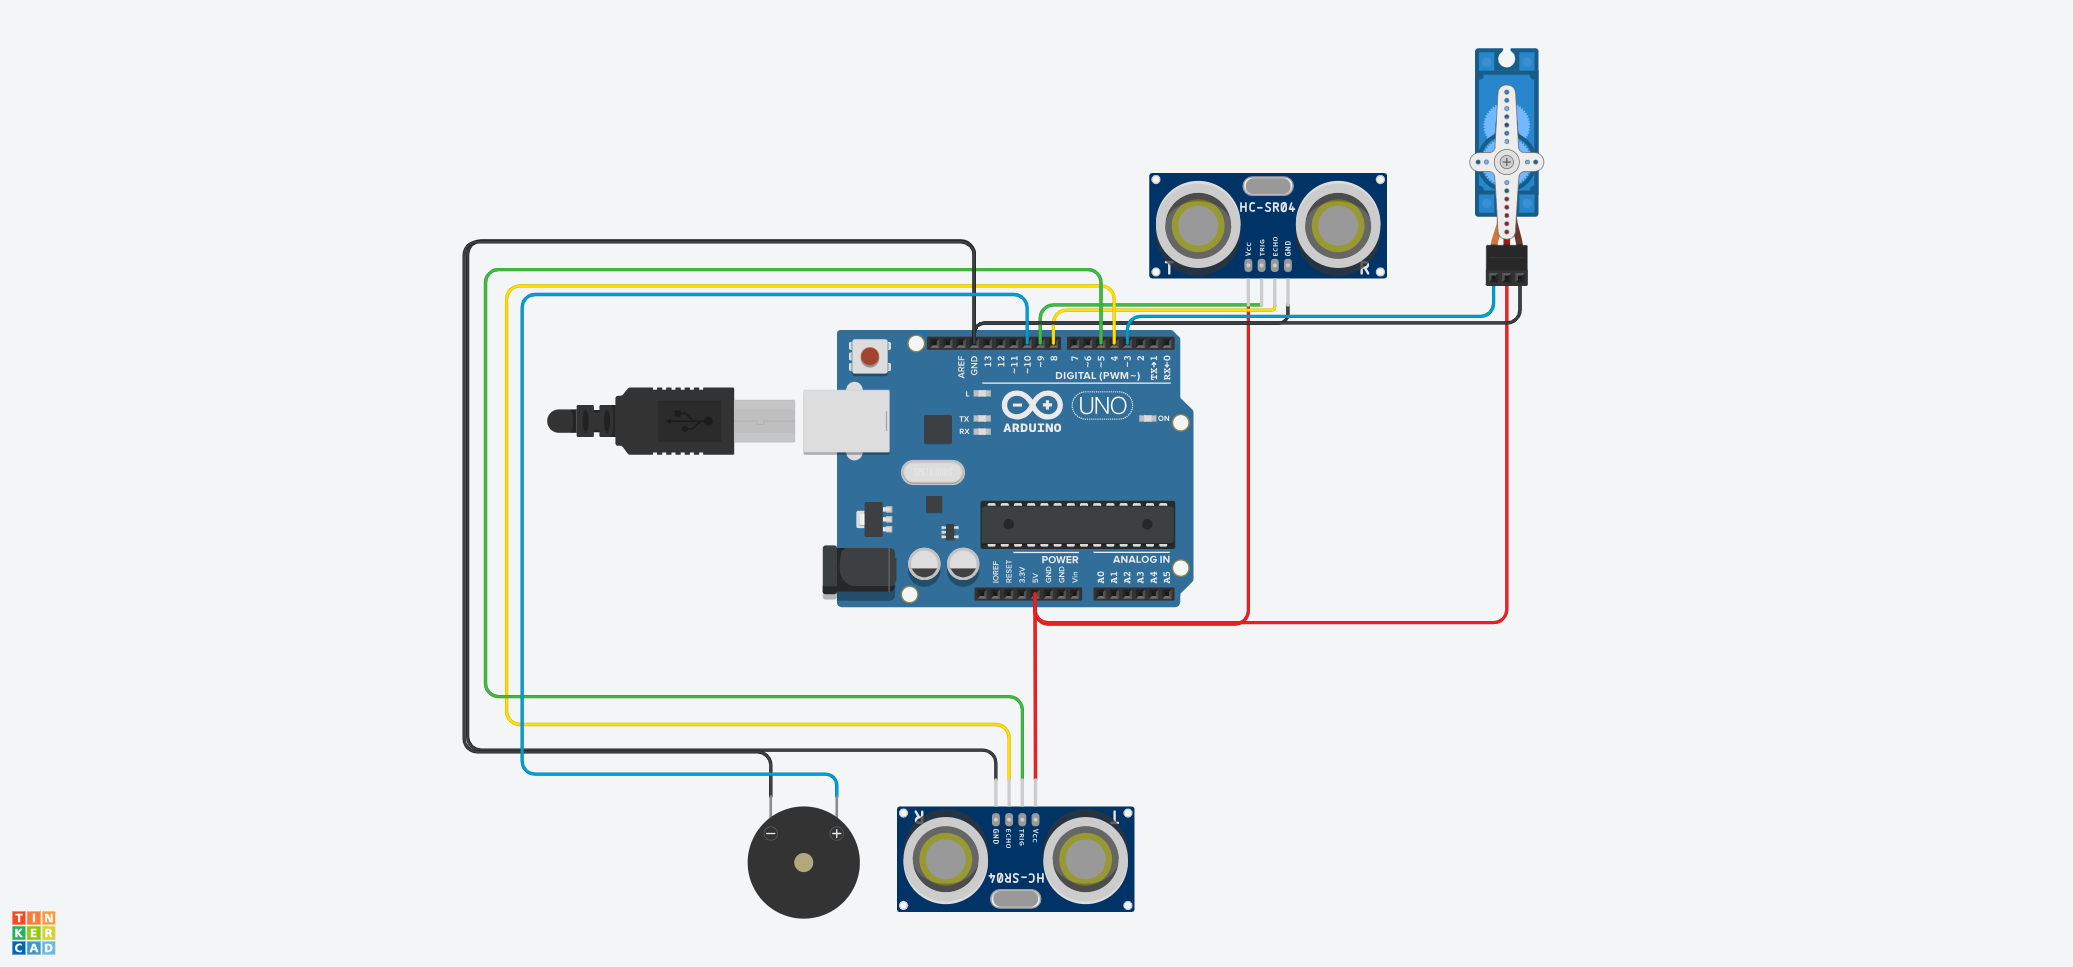 HC-SR04
Vcc
TRIG
ECHO
GND
T
R
AREF
GND
13
12
~11
~10
~9
8
7
~6
~5
4
~3
2
TX→1
RX←0
DIGITAL (PWM~)
L
TX
RX
UNO
ON
ARDUINO
POWER
ANALOG IN
IOREF
RESET
3.3V
5V
GND
GND
Vin
A0
A1
A2
A3
A4
A5
R
T
GND
ECHO
TRIG
Vcc
HC-SR04
TIN
KER
CAD